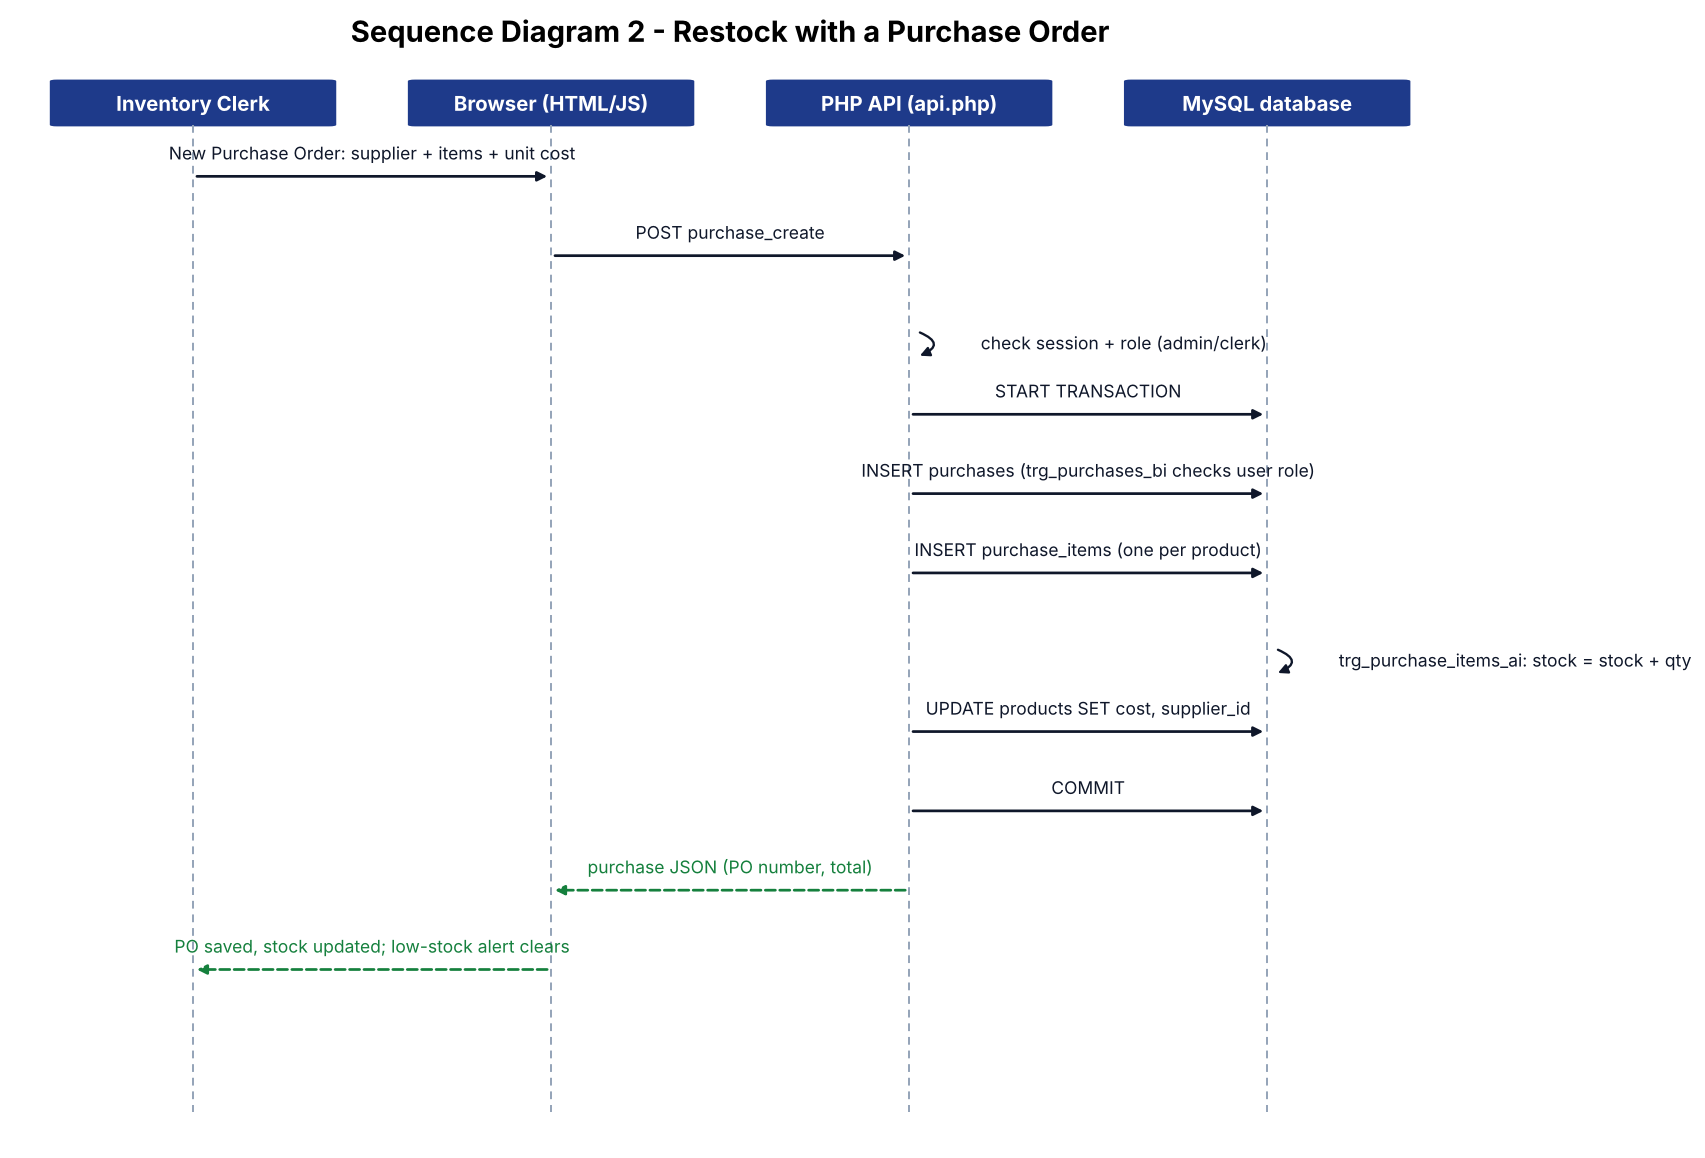 Sequence Diagram 2 - Restock with a Purchase Order
Inventory Clerk
Browser (HTML/JS)
PHP API (api.php)
MySQL database
New Purchase Order: supplier + items + unit cost
POST purchase_create
check session + role (admin/clerk)
START TRANSACTION
INSERT purchases (trg_purchases_bi checks user role)
INSERT purchase_items (one per product)
trg_purchase_items_ai: stock = stock + qty
UPDATE products SET cost, supplier_id
COMMIT
purchase JSON (PO number, total)
PO saved, stock updated; low-stock alert clears